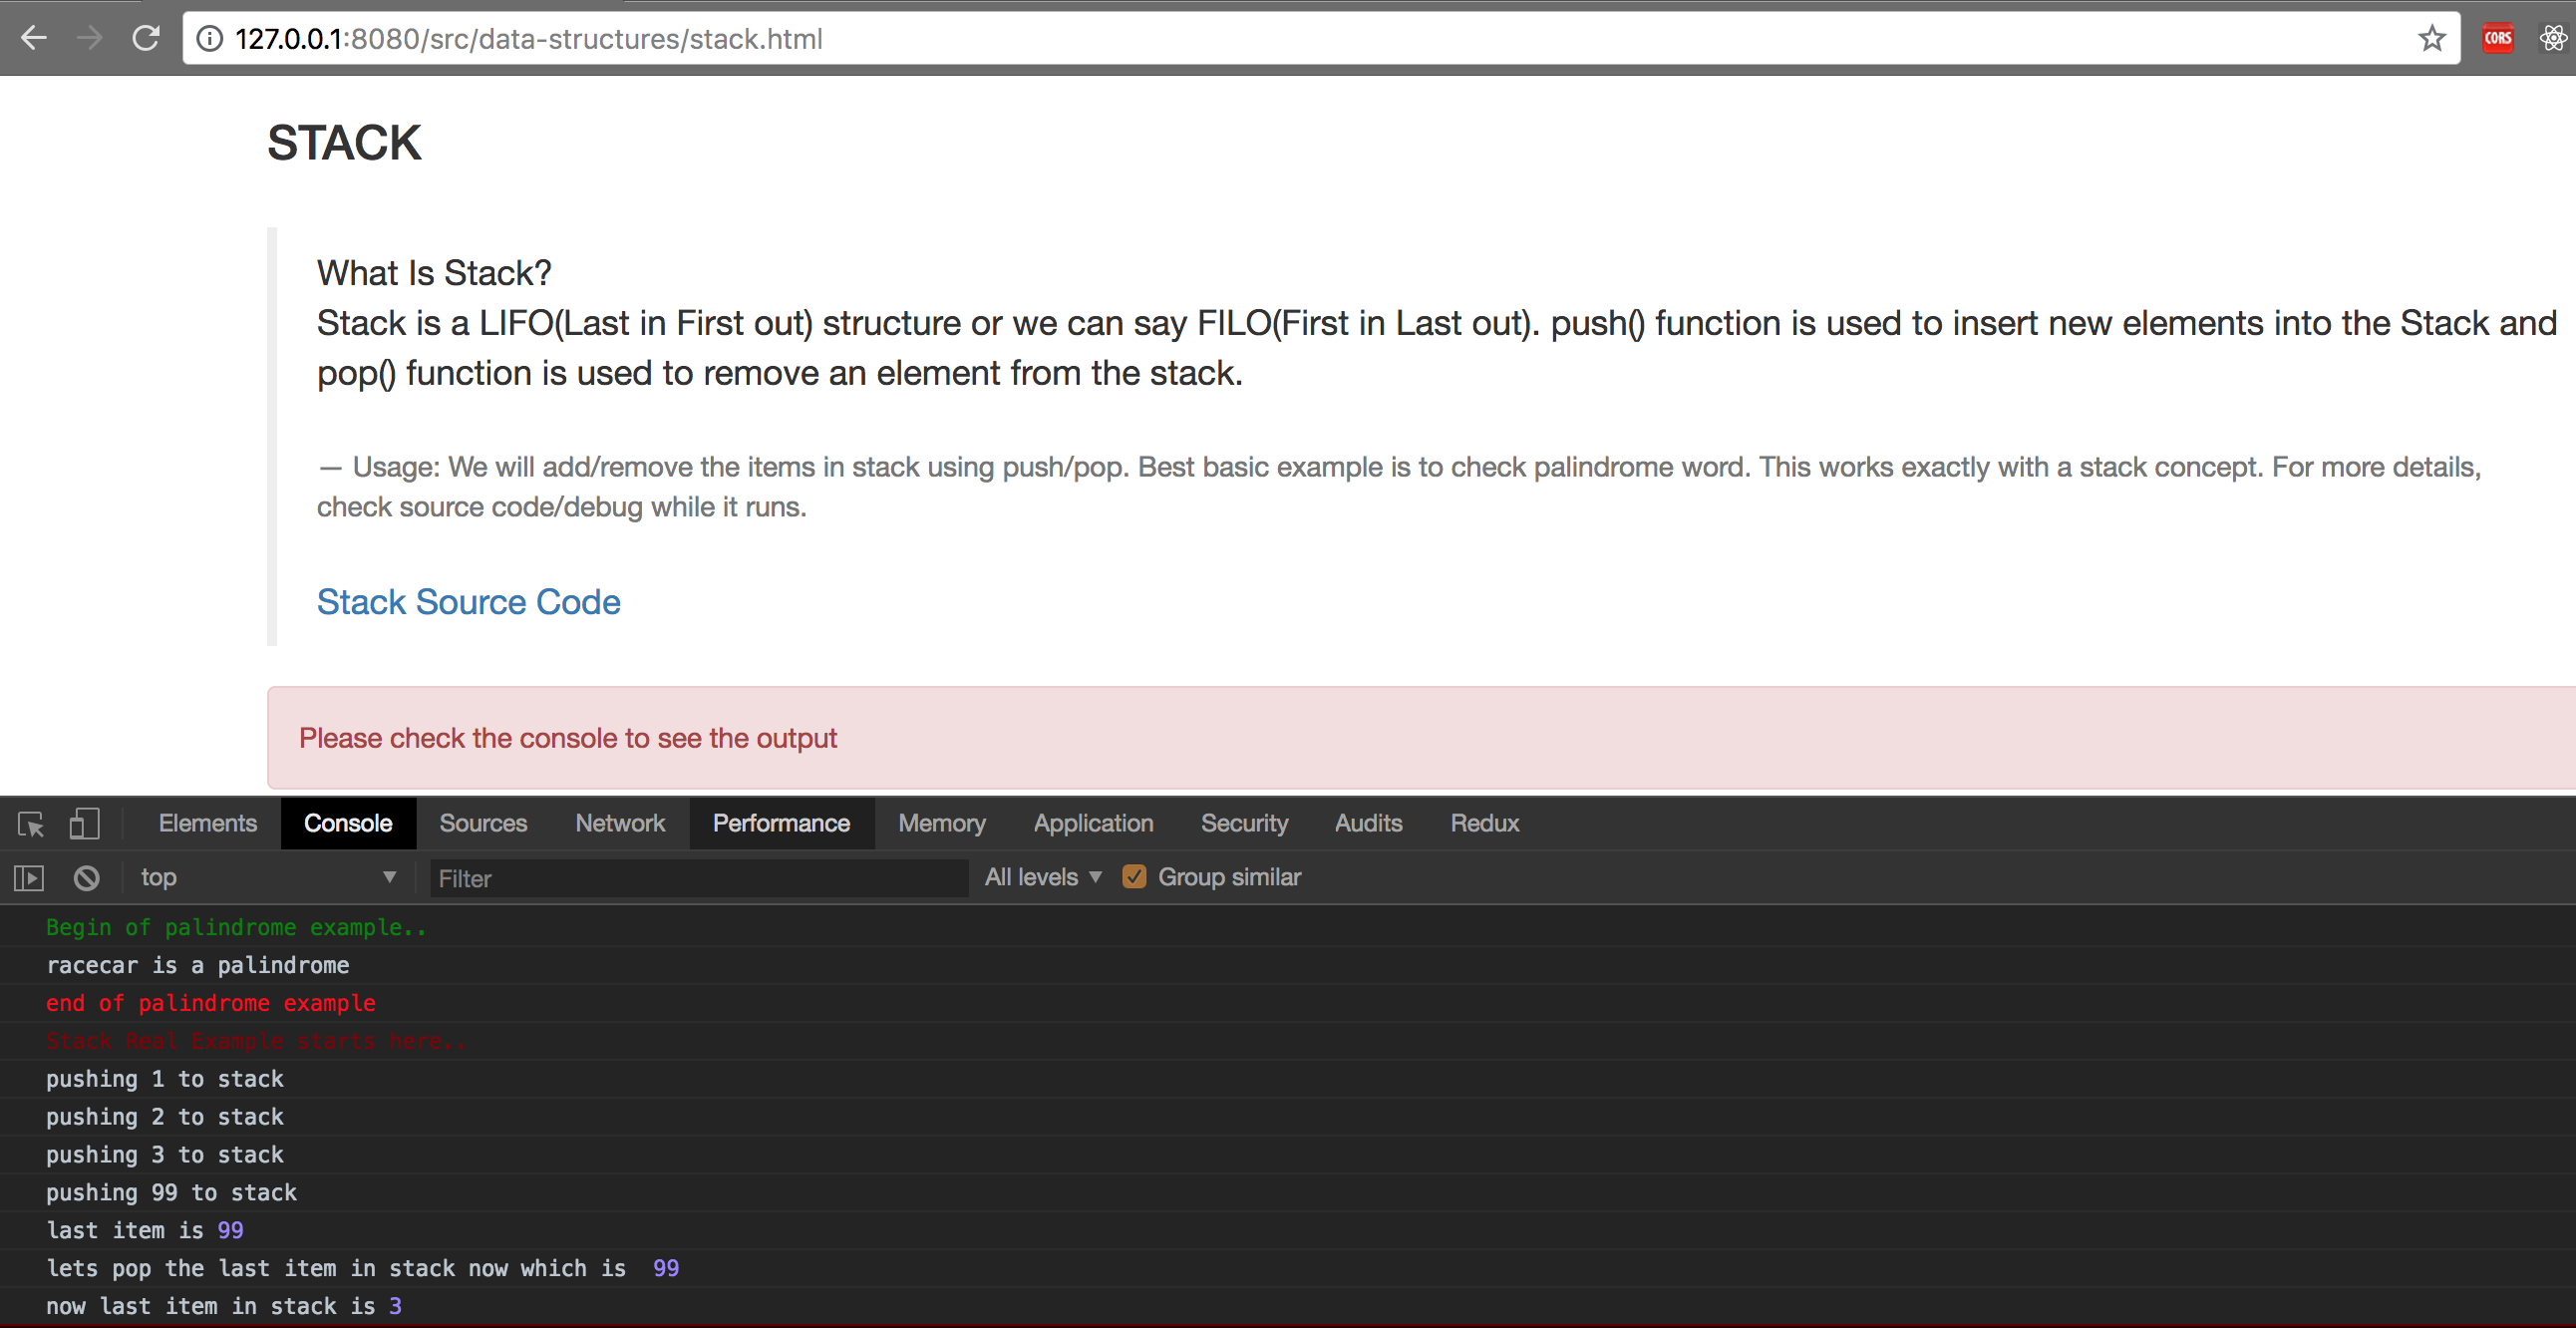 127.0.0.1:8080/src/data-structures/stack.html
CORS
STACK
What Is Stack?
Stack is a LIFO(Last in First out) structure or we can say FILO(First in Last out). push() function is used to insert new elements into the Stack and
pop() function is used to remove an element from the stack.
— Usage: We will add/remove the items in stack using push/pop. Best basic example is to check palindrome word. This works exactly with a stack concept. For more details,
check source code/debug while it runs.
Stack Source Code
Please check the console to see the output
Elements Console Sources Network Performance Memory Application Security Audits Redux
top Filter All levels Group similar
Begin of palindrome example..
racecar is a palindrome
end of palindrome example
Stack Real Example starts here..
pushing 1 to stack
pushing 2 to stack
pushing 3 to stack
pushing 99 to stack
last item is 99
lets pop the last item in stack now which is  99
now last item in stack is 3